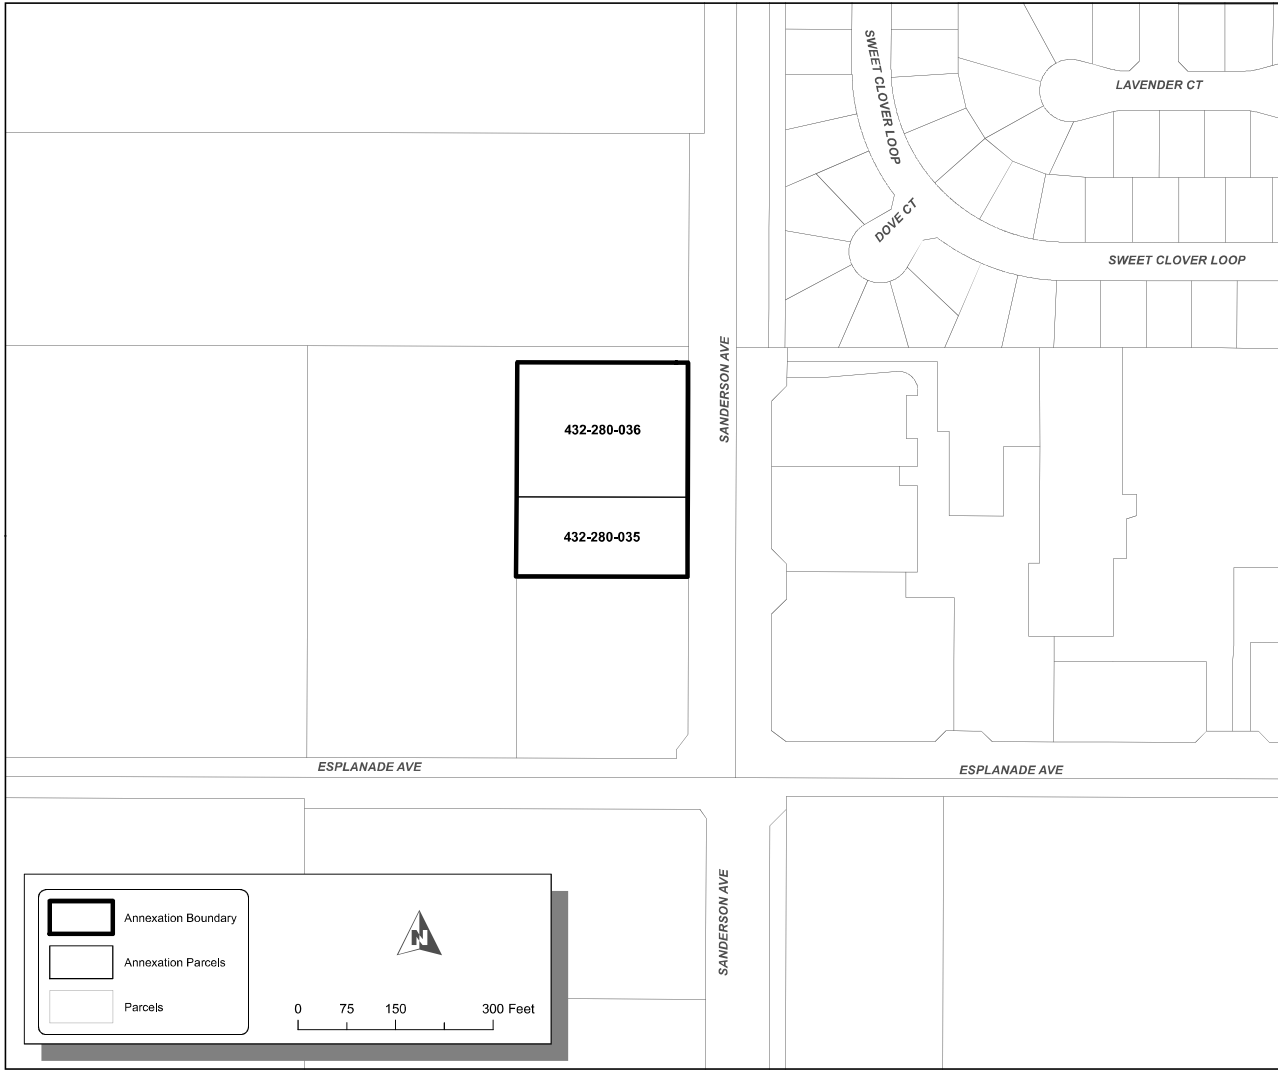 SWEET CLOVER LOOP
LAVENDER CT
DOVE CT
SWEET CLOVER LOOP
SANDERSON AVE
432-280-036
432-280-035
ESPLANADE AVE
ESPLANADE AVE
SANDERSON AVE
Annexation Boundary
Annexation Parcels
Parcels
N
0 75 150 300 Feet